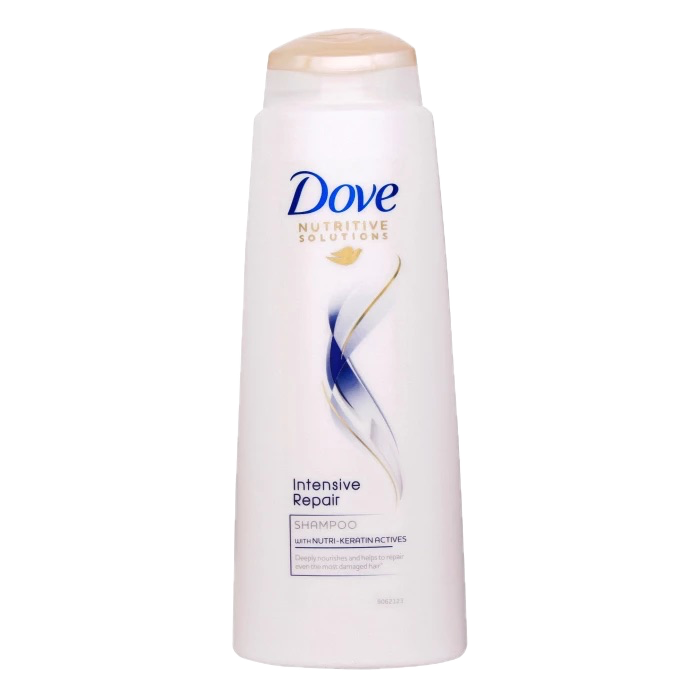 Dove
NUTRITIVE
SOLUTIONS
Intensive
Repair
SHAMPOO
WITH NUTRI-KERATIN ACTIVES
Deeply nourishes and helps to repair
even the most damaged hair*